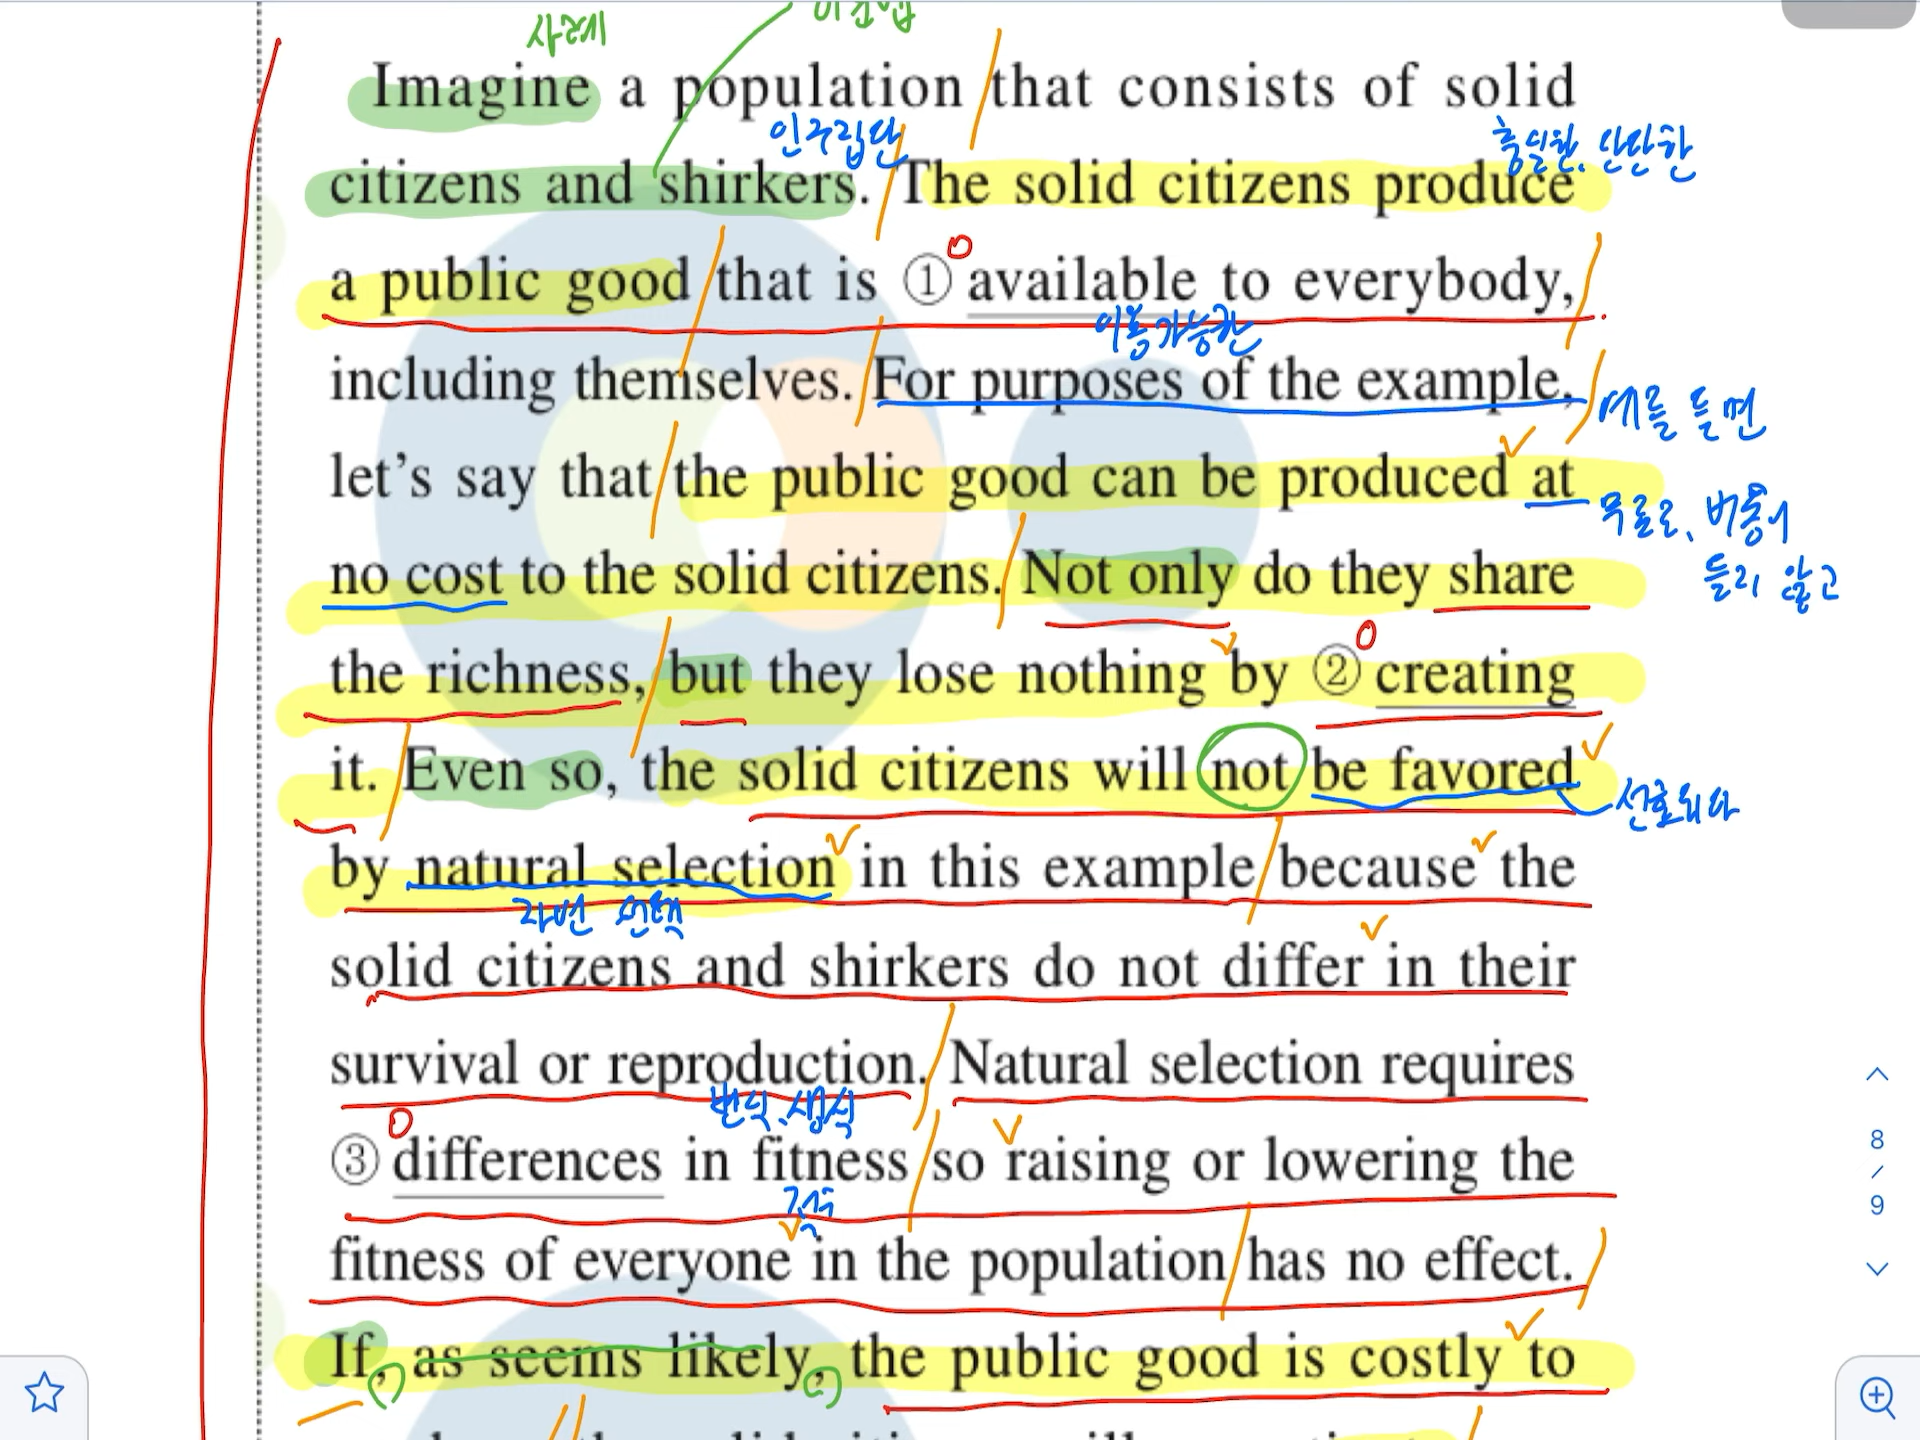 사례
Imagine a population that consists of solid
인구집단
충실한, 단단한
citizens and shirkers. The solid citizens produce
a public good that is ① available to everybody,
이용가능한
including themselves. For purposes of the example,
예를 들면
let’s say that the public good can be produced at
무료로, 비용이
no cost to the solid citizens. Not only do they share
들리 않고
the richness, but they lose nothing by ② creating
it. Even so, the solid citizens will not be favored
선호되다
by natural selection in this example because the
자연 선택
solid citizens and shirkers do not differ in their
survival or reproduction. Natural selection requires
번식, 생식
③ differences in fitness so raising or lowering the
fitness of everyone in the population has no effect.
If, as seems likely, the public good is costly to
8
/
9